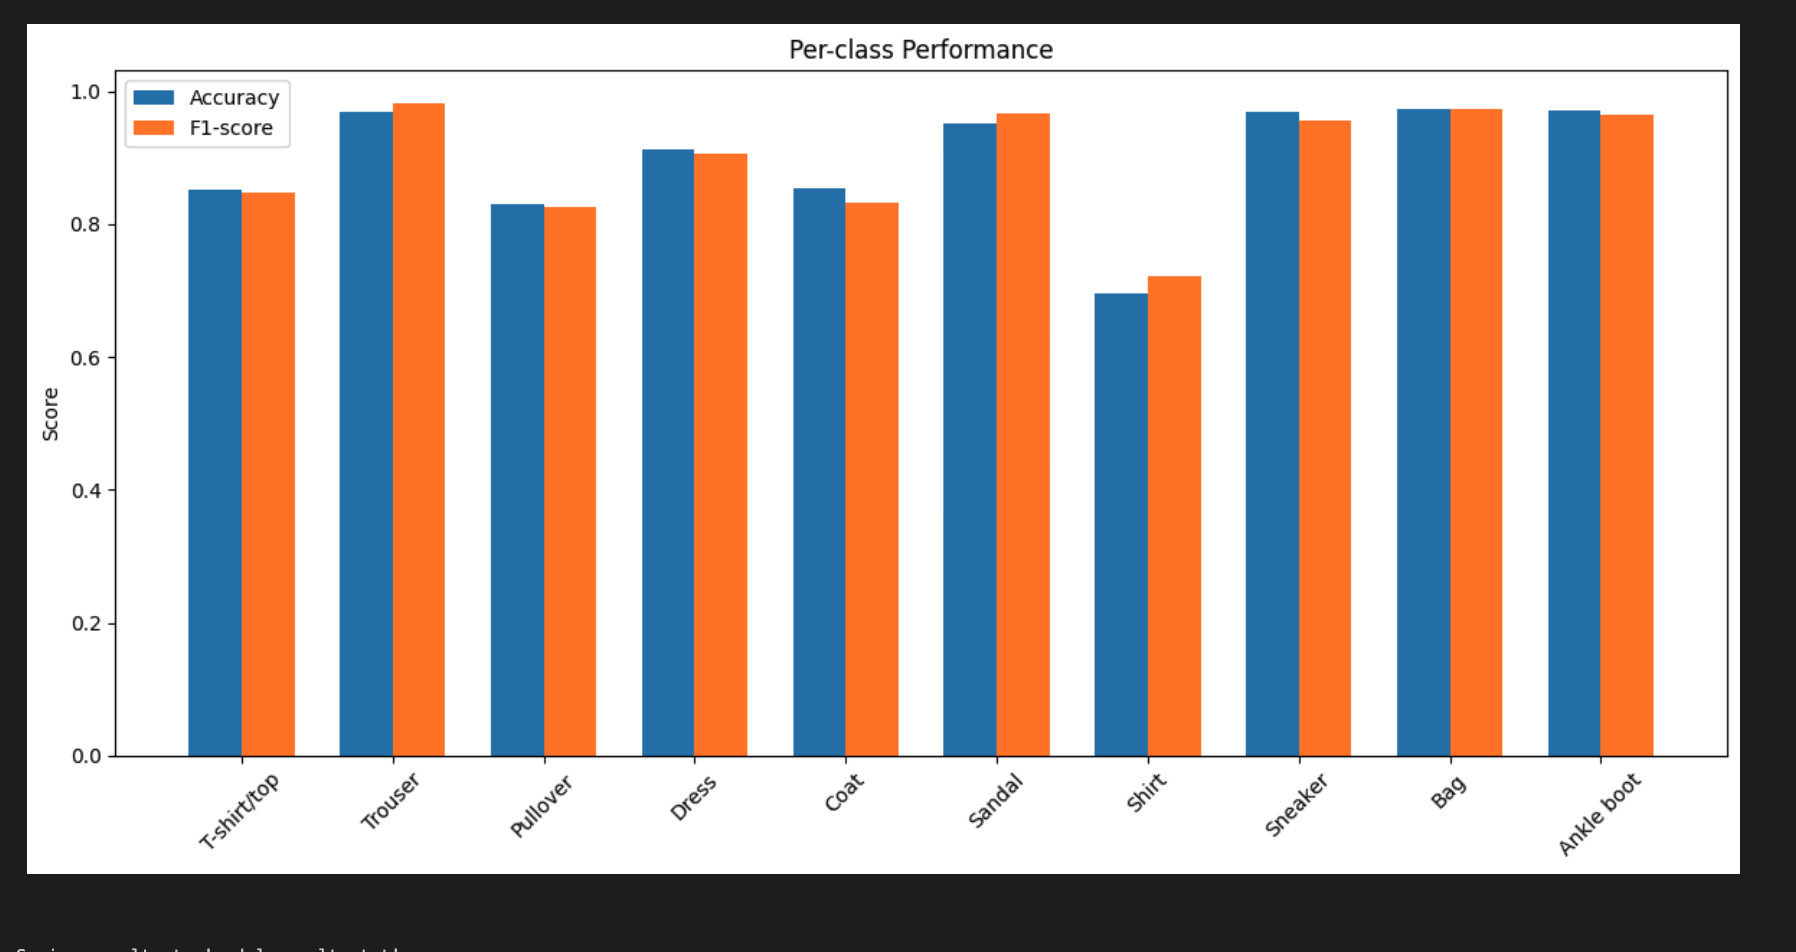 Per-class Performance
Accuracy
F1-score
1.0
0.8
0.6
0.4
0.2
0.0
Score
T-shirt/top
Trouser
Pullover
Dress
Coat
Sandal
Shirt
Sneaker
Bag
Ankle boot